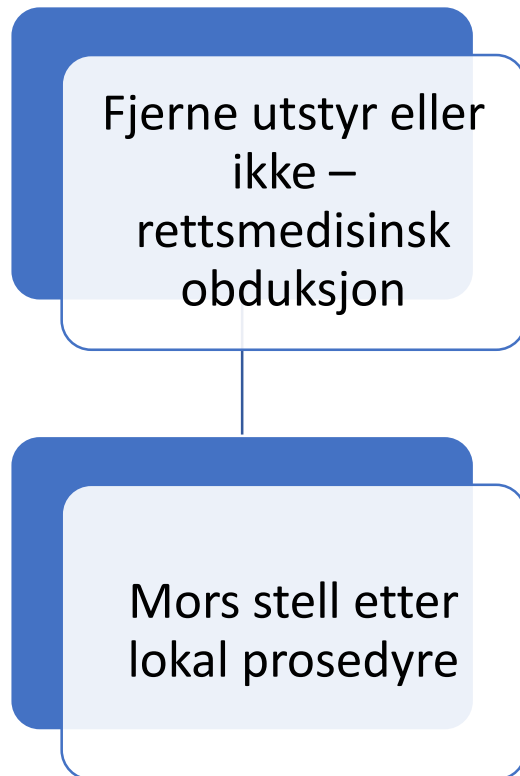 Fjerne utstyr eller
ikke –
rettsmedisinsk
obduksjon
Mors stell etter
lokal prosedyre